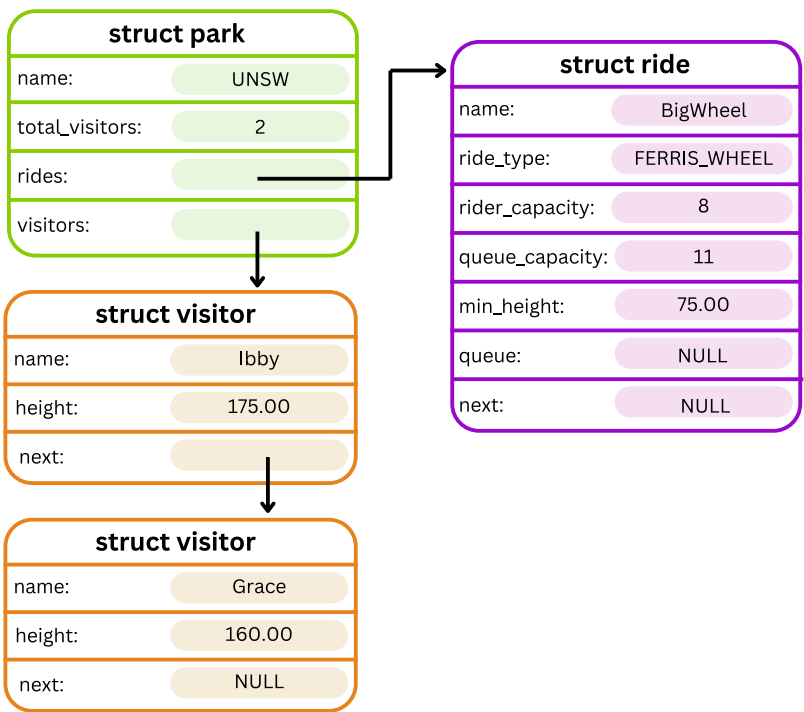 struct park
name: UNSW
total_visitors: 2
rides:
visitors:
struct ride
name: BigWheel
ride_type: FERRIS_WHEEL
rider_capacity: 8
queue_capacity: 11
min_height: 75.00
queue: NULL
next: NULL
struct visitor
name: Ibby
height: 175.00
next:
struct visitor
name: Grace
height: 160.00
next: NULL